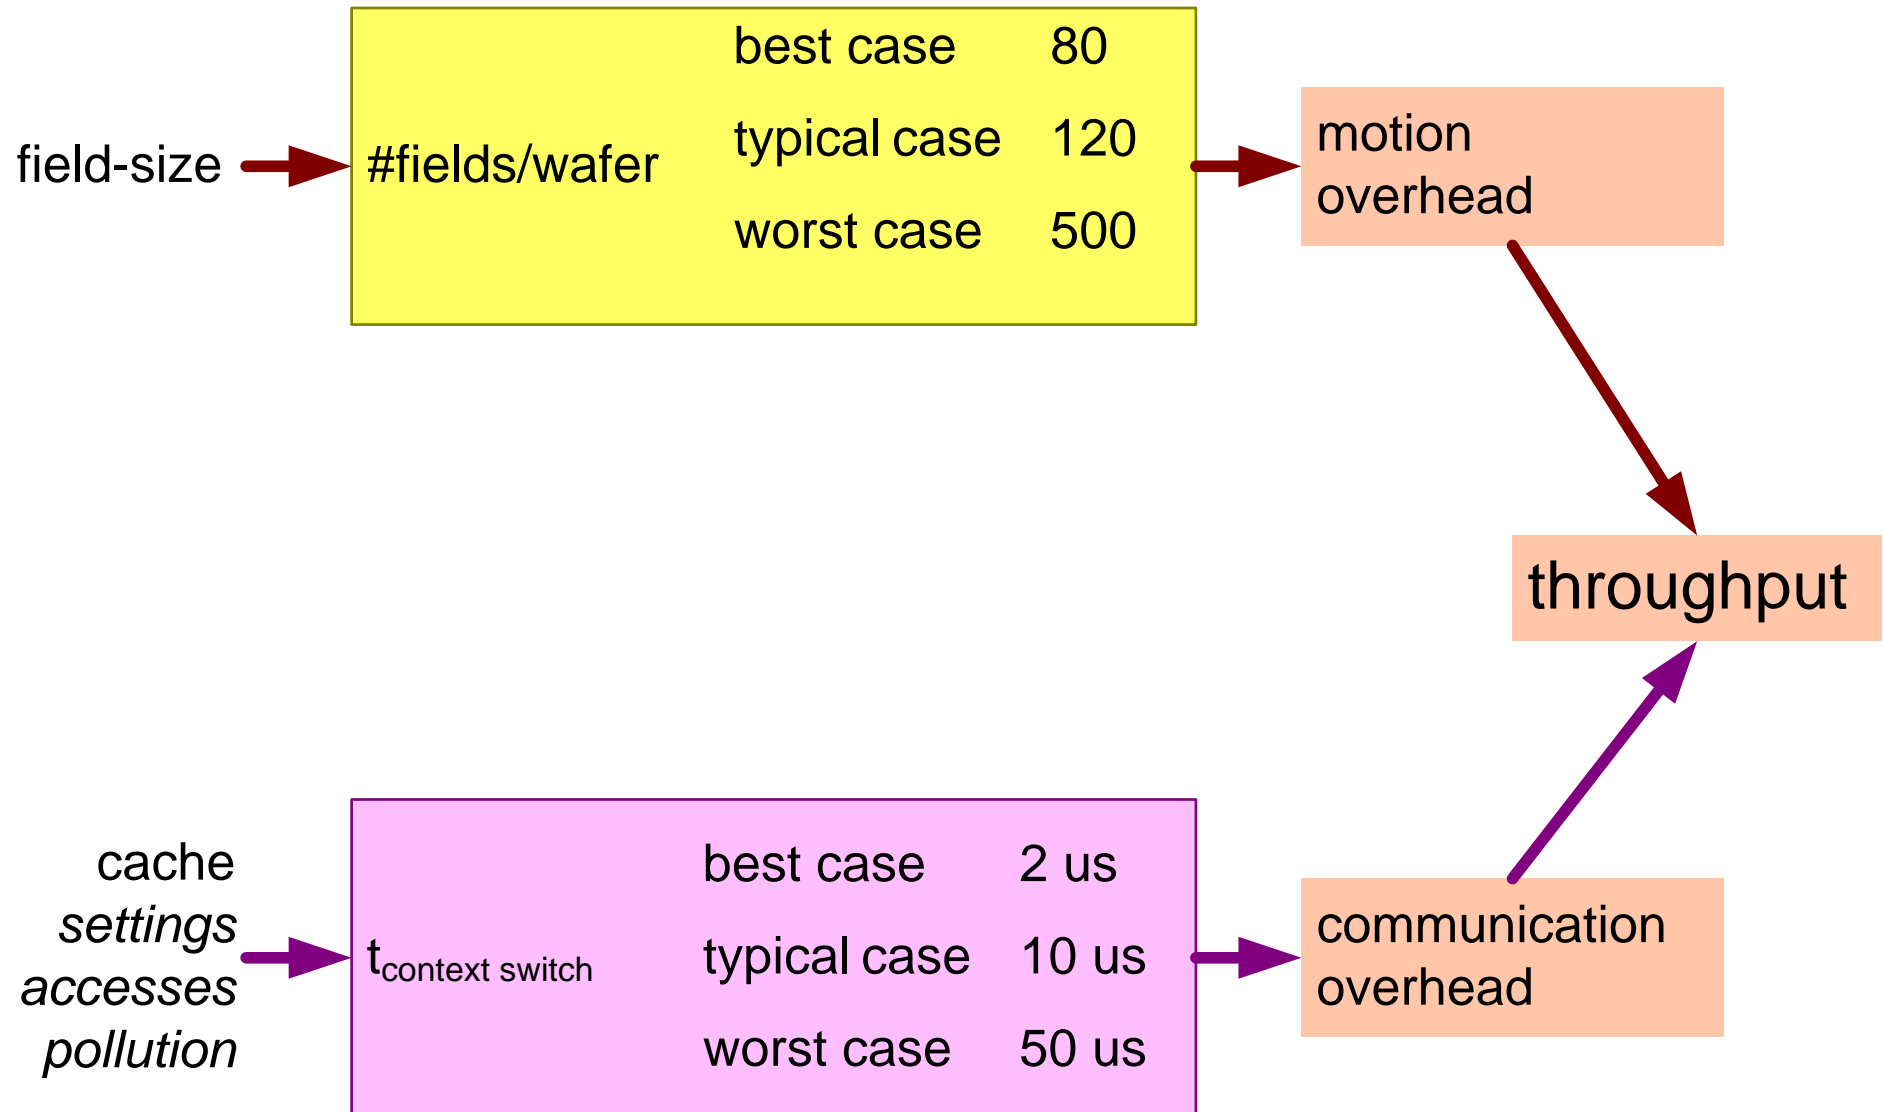 field-size
#fields/wafer
best case 80
typical case 120
worst case 500
motion
overhead
throughput
cache
settings
accesses
pollution
tcontext switch
best case 2 us
typical case 10 us
worst case 50 us
communication
overhead